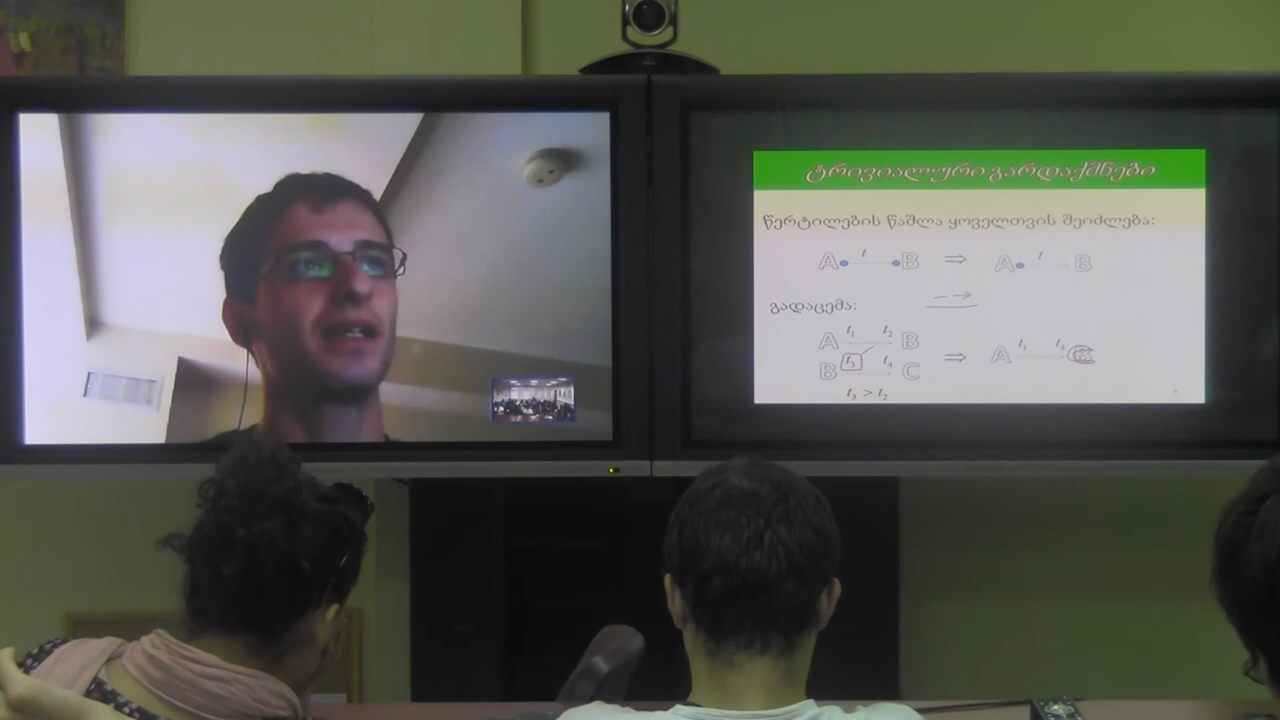 ტრივიალური გარდაქმნები
წერტილების წაშლა ყოველთვის შეიძლება:
A t B ⇒ A t B
გადაცემა:
A t₁ t₂ B
B t₃ t₄ C ⇒ A t₁ t₄ C
t₃ > t₂